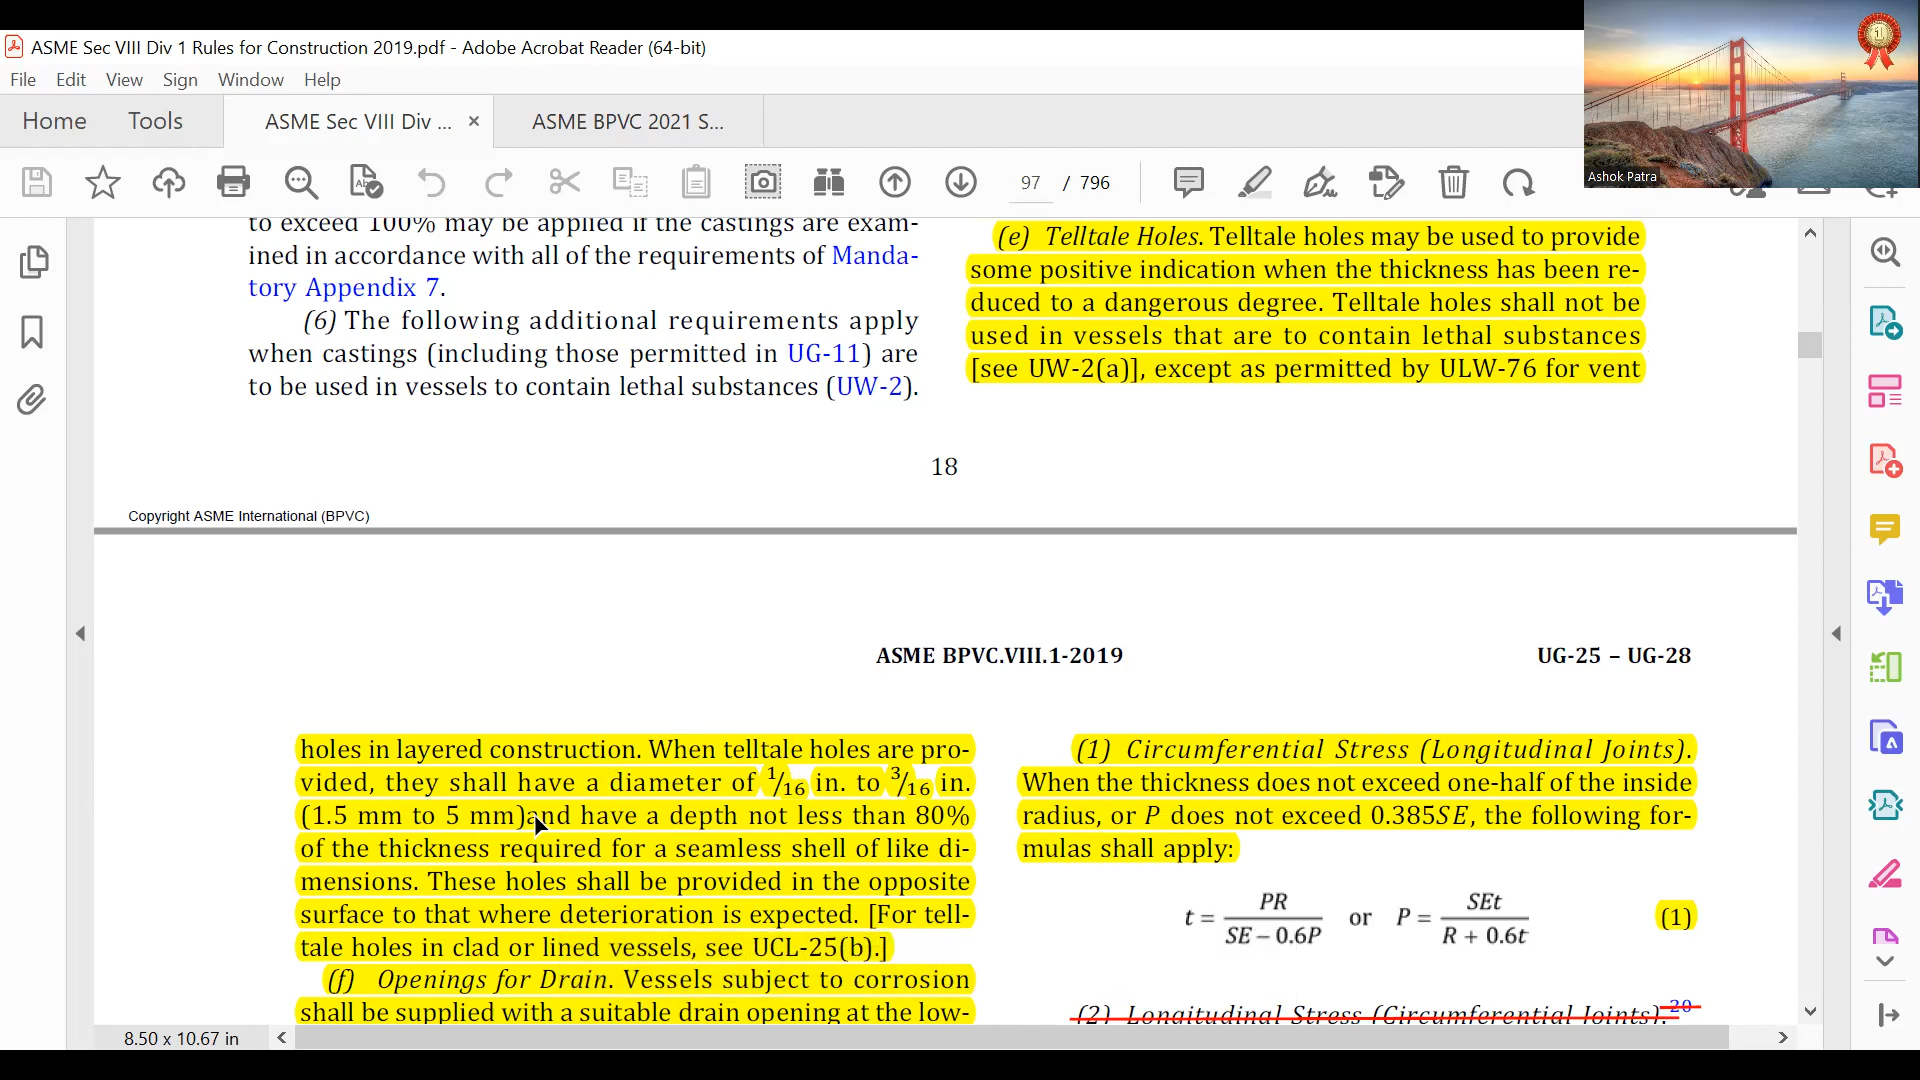 ASME Sec VIII Div 1 Rules for Construction 2019.pdf - Adobe Acrobat Reader (64-bit)
File Edit View Sign Window Help
Home Tools ASME Sec VIII Div ... × ASME BPVC 2021 S...
97 / 796
Ashok Patra
1
to exceed 100% may be applied if the castings are exam-
ined in accordance with all of the requirements of Manda-
tory Appendix 7.
(6) The following additional requirements apply
when castings (including those permitted in UG-11) are
to be used in vessels to contain lethal substances (UW-2).
(e) Telltale Holes. Telltale holes may be used to provide
some positive indication when the thickness has been re-
duced to a dangerous degree. Telltale holes shall not be
used in vessels that are to contain lethal substances
[see UW-2(a)], except as permitted by ULW-76 for vent
18
Copyright ASME International (BPVC)
ASME BPVC.VIII.1-2019
UG-25 – UG-28
holes in layered construction. When telltale holes are pro-
vided, they shall have a diameter of 1/16 in. to 3/16 in.
(1.5 mm to 5 mm)and have a depth not less than 80%
of the thickness required for a seamless shell of like di-
mensions. These holes shall be provided in the opposite
surface to that where deterioration is expected. [For tell-
tale holes in clad or lined vessels, see UCL-25(b).]
(f) Openings for Drain. Vessels subject to corrosion
shall be supplied with a suitable drain opening at the low-
(1) Circumferential Stress (Longitudinal Joints).
When the thickness does not exceed one-half of the inside
radius, or P does not exceed 0.385SE, the following for-
mulas shall apply:
t = PR / (SE − 0.6P) or P = SEt / (R + 0.6t) (1)
(2) Longitudinal Stress (Circumferential Joints).20
8.50 x 10.67 in